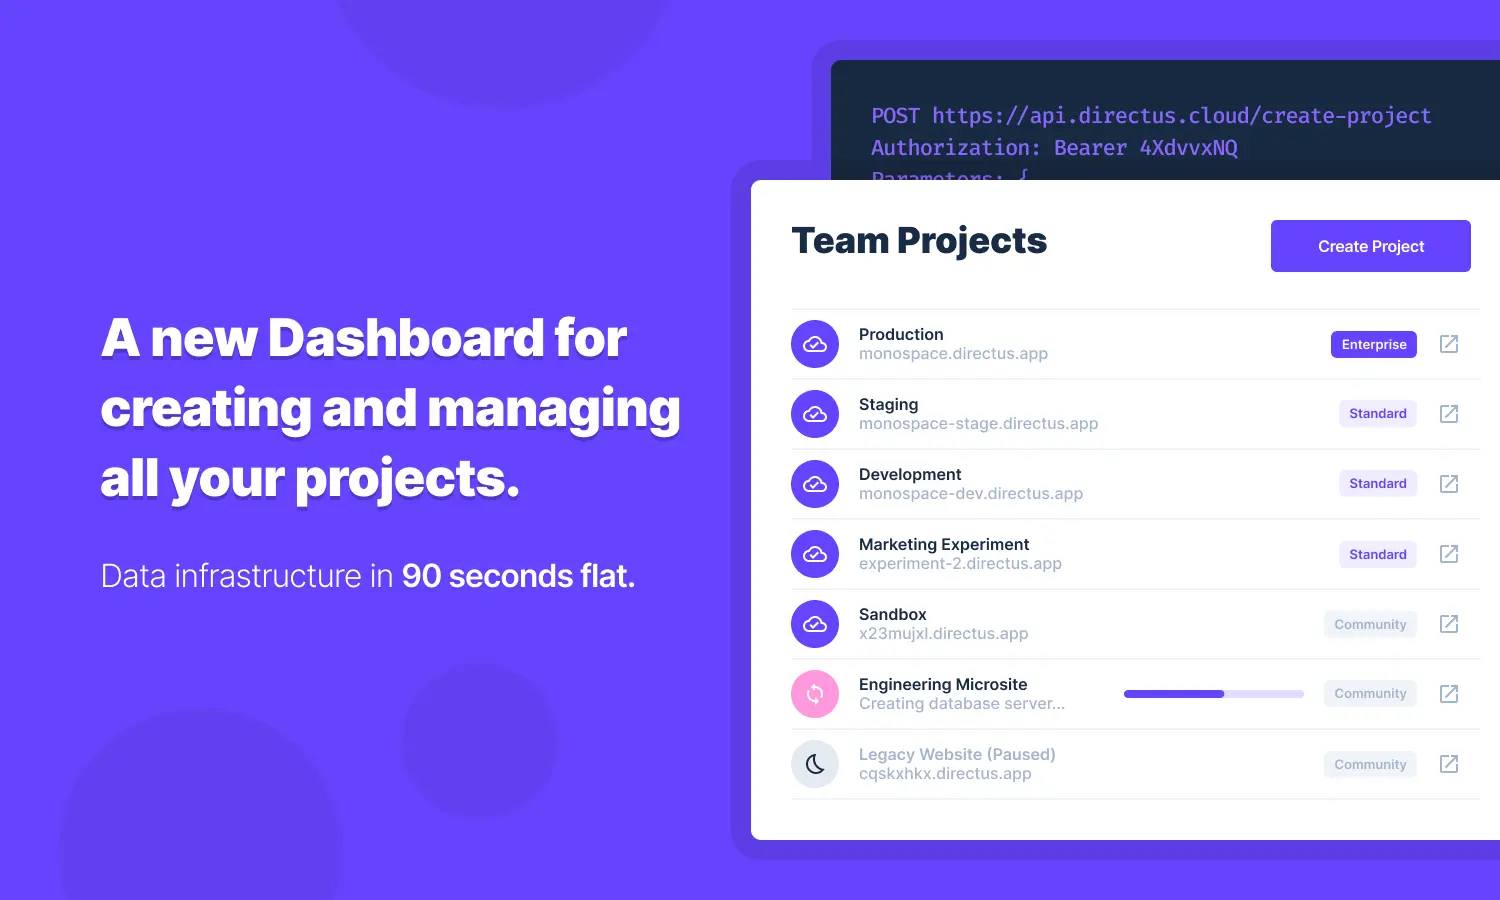 A new Dashboard for
creating and managing
all your projects.
Data infrastructure in 90 seconds flat.
POST https://api.directus.cloud/create-project
Authorization: Bearer 4XdvvxNQ
Parameters: {
Team Projects
Create Project
Production
monospace.directus.app
Enterprise
Staging
monospace-stage.directus.app
Standard
Development
monospace-dev.directus.app
Standard
Marketing Experiment
experiment-2.directus.app
Standard
Sandbox
x23mujxl.directus.app
Community
Engineering Microsite
Creating database server...
Community
Legacy Website (Paused)
cqskxhkx.directus.app
Community